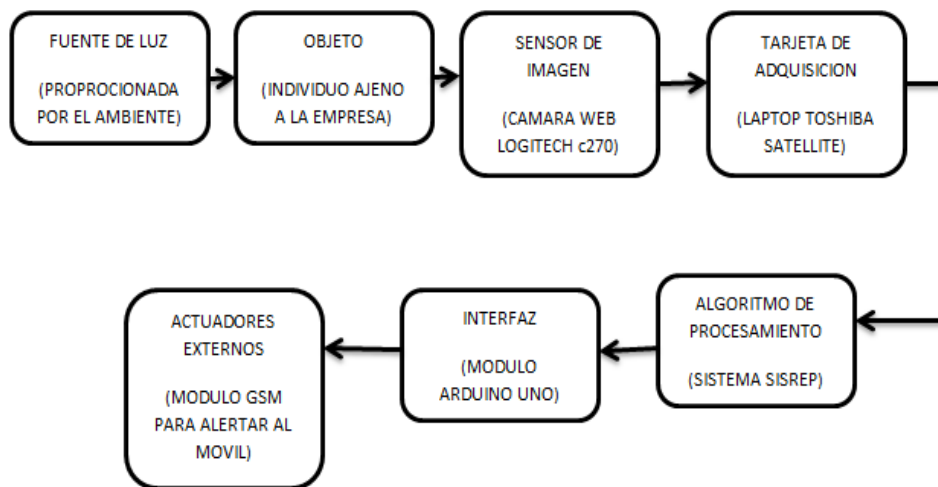 FUENTE DE LUZ
(PROPROCIONADA
POR EL AMBIENTE)
OBJETO
(INDIVIDUO AJENO
A LA EMPRESA)
SENSOR DE
IMAGEN
(CAMARA WEB
LOGITECH c270)
TARJETA DE
ADQUISICION
(LAPTOP TOSHIBA
SATELLITE)
ALGORITMO DE
PROCESAMIENTO
(SISTEMA SISREP)
INTERFAZ
(MODULO
ARDUINO UNO)
ACTUADORES
EXTERNOS
(MODULO GSM
PARA ALERTAR AL
MOVIL)